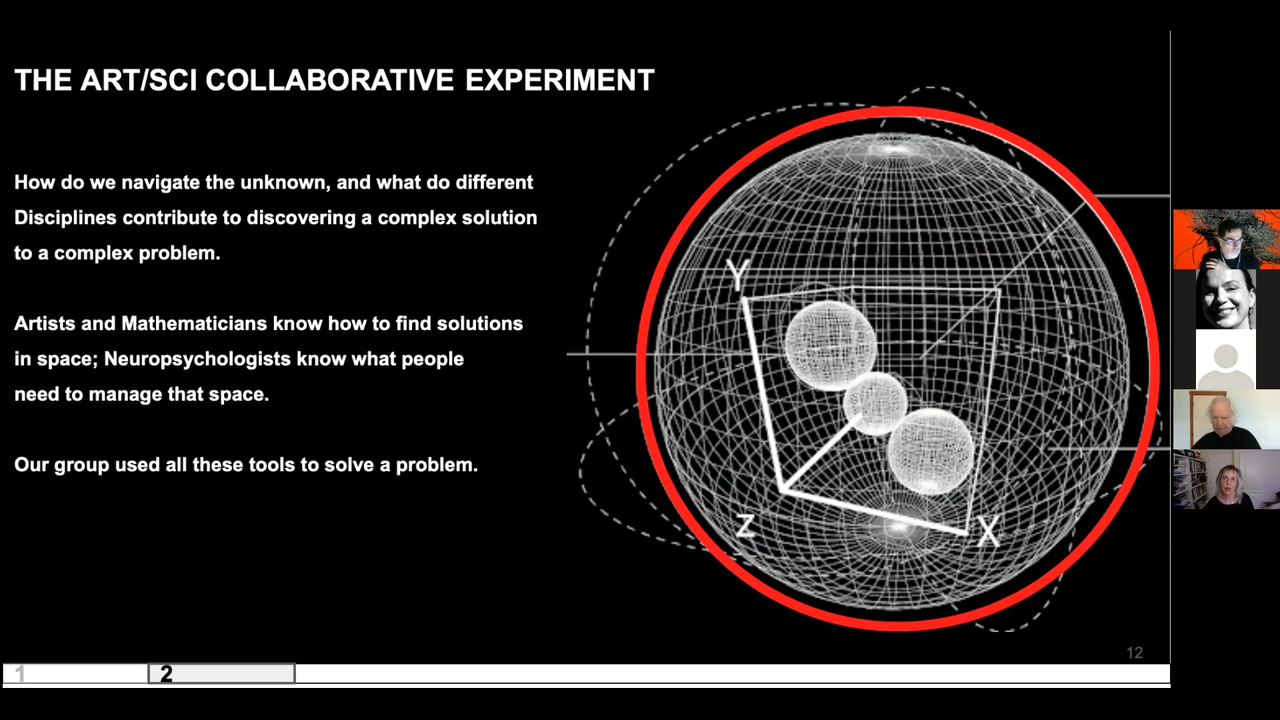 THE ART/SCI COLLABORATIVE EXPERIMENT
How do we navigate the unknown, and what do different
Disciplines contribute to discovering a complex solution
to a complex problem.
Artists and Mathematicians know how to find solutions
in space; Neuropsychologists know what people
need to manage that space.
Our group used all these tools to solve a problem.
Y
Z
X
12
1
2